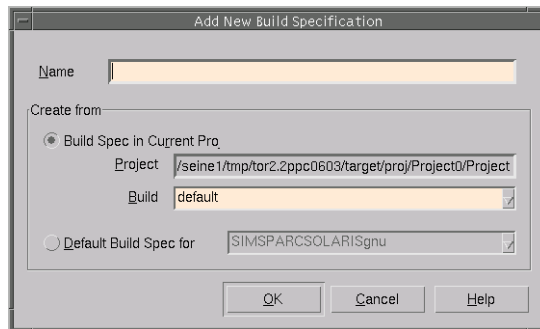 Add New Build Specification
Name
Create from
Build Spec in Current Pro
Project /seine1/tmp/tor2.2ppc0603/target/proj/Project0/Project
Build default
Default Build Spec for SIMSPARCSOLARISgnu
OK Cancel Help